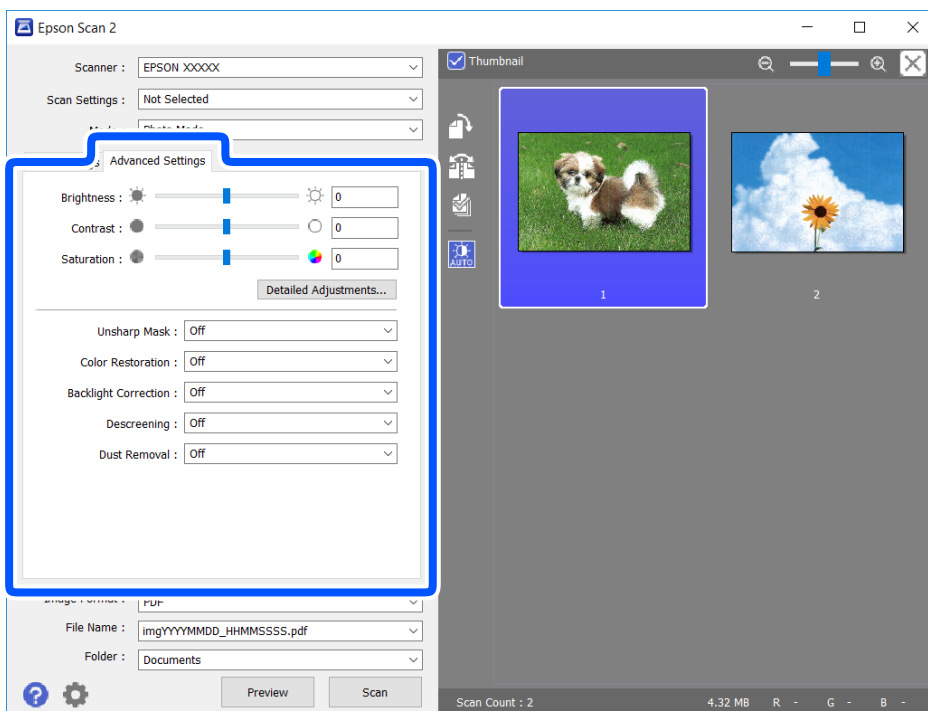 Epson Scan 2
Scanner : EPSON XXXXX
Scan Settings : Not Selected
Advanced Settings
Brightness : 0
Contrast : 0
Saturation : 0
Detailed Adjustments...
Unsharp Mask : Off
Color Restoration : Off
Backlight Correction : Off
Descreening : Off
Dust Removal : Off
PDF
File Name : imgYYYYMMDD_HHMMSSSS.pdf
Folder : Documents
Preview
Scan
Thumbnail
AUTO
1
2
Scan Count : 2
4.32 MB R - G - B -